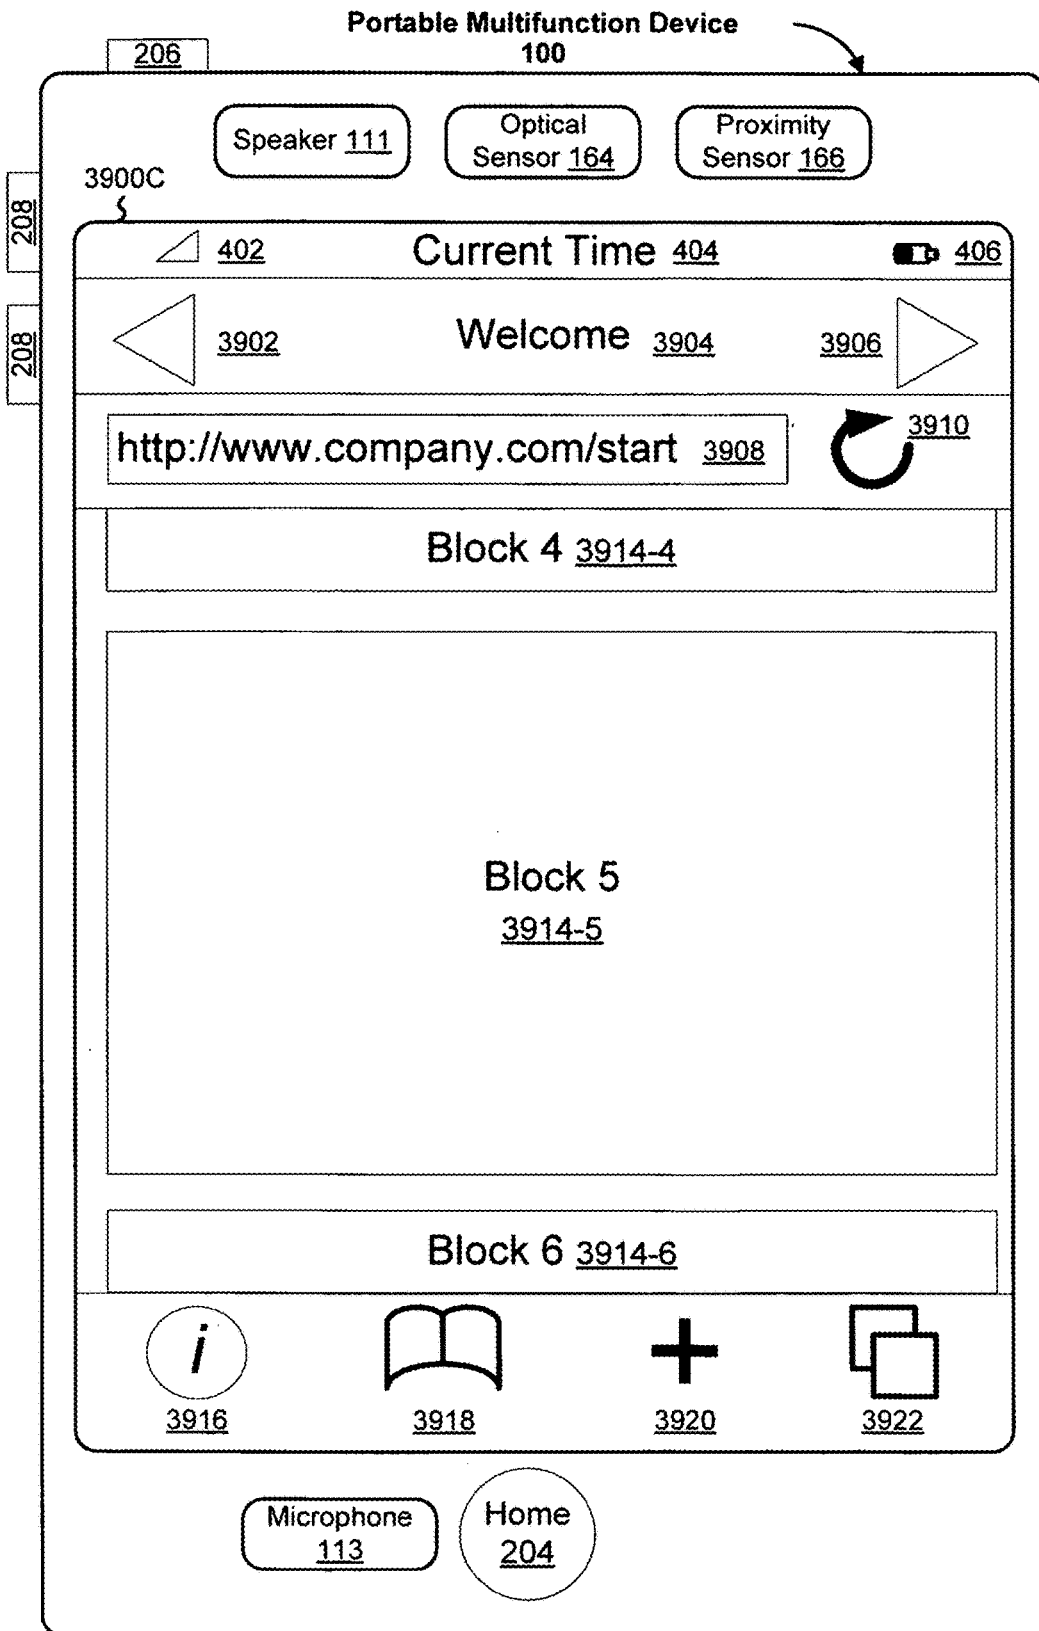 Portable Multifunction Device
100
206
Speaker 111
Optical
Sensor 164
Proximity
Sensor 166
3900C
208
402
Current Time 404
406
208
3902
Welcome 3904
3906
http://www.company.com/start 3908
3910
Block 4 3914-4
Block 5
3914-5
Block 6 3914-6
i
3916
3918
3920
3922
Microphone
113
Home
204